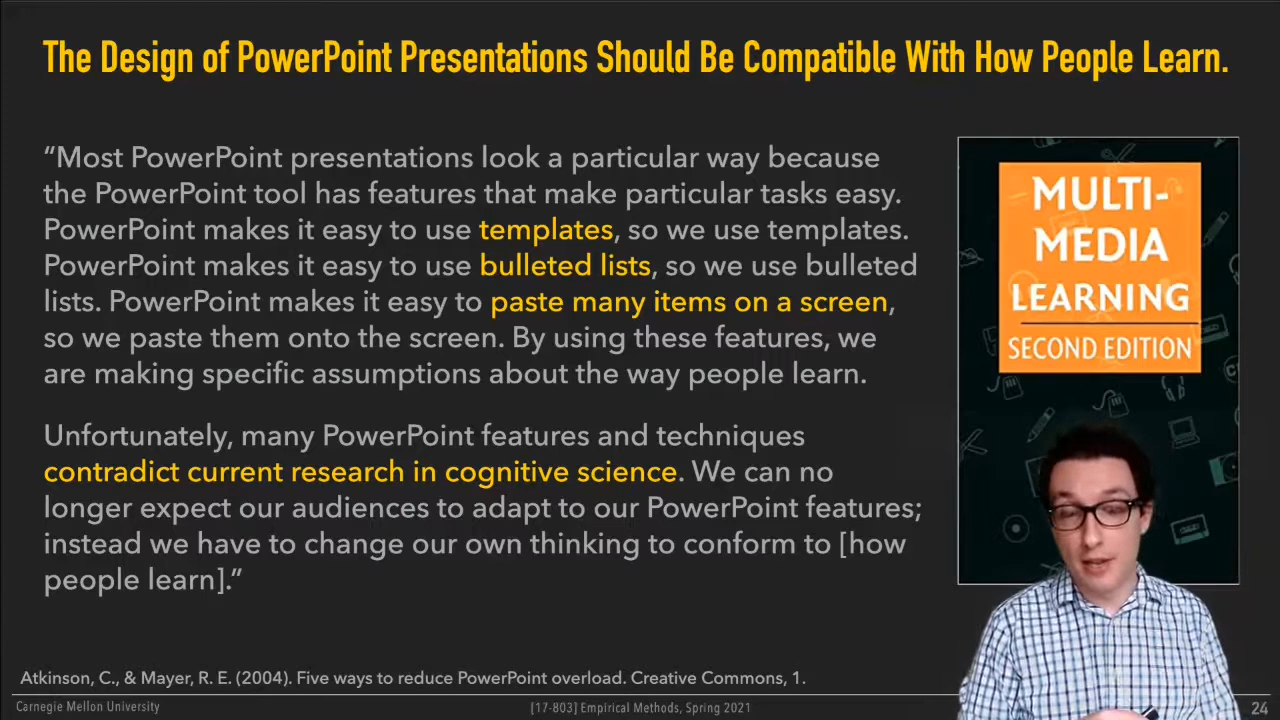 The Design of PowerPoint Presentations Should Be Compatible With How People Learn.
“Most PowerPoint presentations look a particular way because
the PowerPoint tool has features that make particular tasks easy.
PowerPoint makes it easy to use templates, so we use templates.
PowerPoint makes it easy to use bulleted lists, so we use bulleted
lists. PowerPoint makes it easy to paste many items on a screen,
so we paste them onto the screen. By using these features, we
are making specific assumptions about the way people learn.
Unfortunately, many PowerPoint features and techniques
contradict current research in cognitive science. We can no
longer expect our audiences to adapt to our PowerPoint features;
instead we have to change our own thinking to conform to [how
people learn].”
MULTI-
MEDIA
LEARNING
SECOND EDITION
Atkinson, C., & Mayer, R. E. (2004). Five ways to reduce PowerPoint overload. Creative Commons, 1.
Carnegie Mellon University
[17-803] Empirical Methods, Spring 2021
24